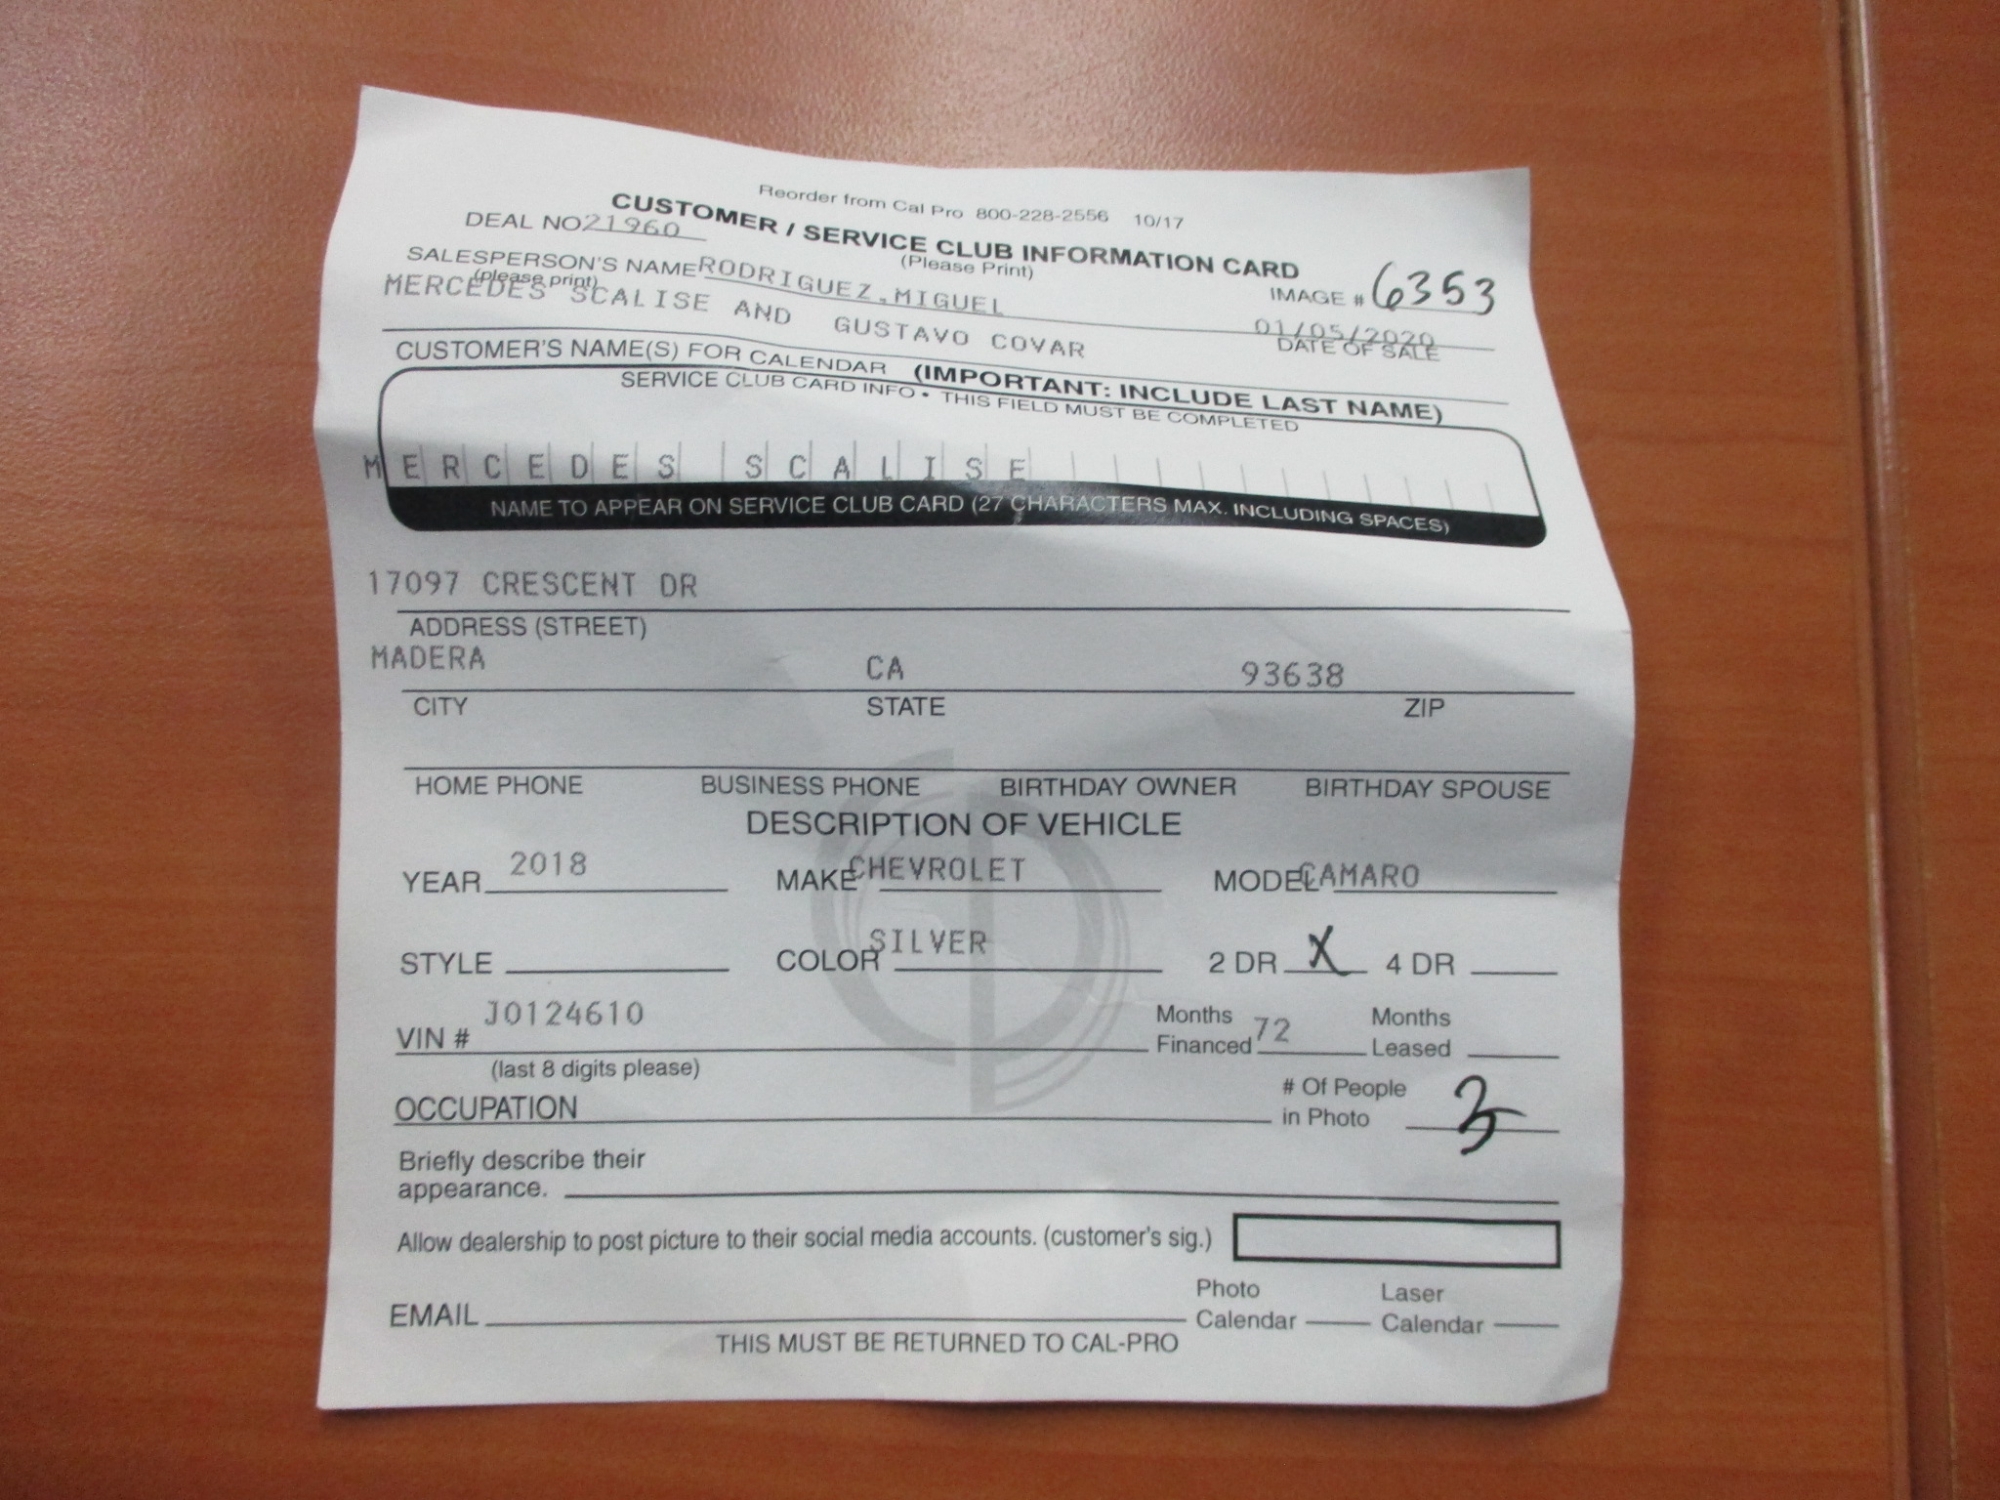 Reorder from Cal Pro 800-228-2556 10/17
CUSTOMER / SERVICE CLUB INFORMATION CARD
(Please Print)
DEAL NO 21960
SALESPERSON'S NAME RODRIGUEZ, MIGUEL
(please print)
IMAGE # 6353
MERCEDES SCALISE AND GUSTAVO COVAR
01/05/2020
DATE OF SALE
CUSTOMER'S NAME(S) FOR CALENDAR (IMPORTANT: INCLUDE LAST NAME)
SERVICE CLUB CARD INFO • THIS FIELD MUST BE COMPLETED
MERCEDES SCALISE
NAME TO APPEAR ON SERVICE CLUB CARD (27 CHARACTERS MAX. INCLUDING SPACES)
17097 CRESCENT DR
ADDRESS (STREET)
MADERA CA 93638
CITY STATE ZIP
HOME PHONE BUSINESS PHONE BIRTHDAY OWNER BIRTHDAY SPOUSE
DESCRIPTION OF VEHICLE
YEAR 2018 MAKE CHEVROLET MODEL CAMARO
STYLE COLOR SILVER 2 DR X 4 DR
VIN # J0124610 Months Financed 72 Months Leased
(last 8 digits please)
OCCUPATION # Of People in Photo
Briefly describe their
appearance.
Allow dealership to post picture to their social media accounts. (customer's sig.)
EMAIL Photo Calendar Laser Calendar
THIS MUST BE RETURNED TO CAL-PRO